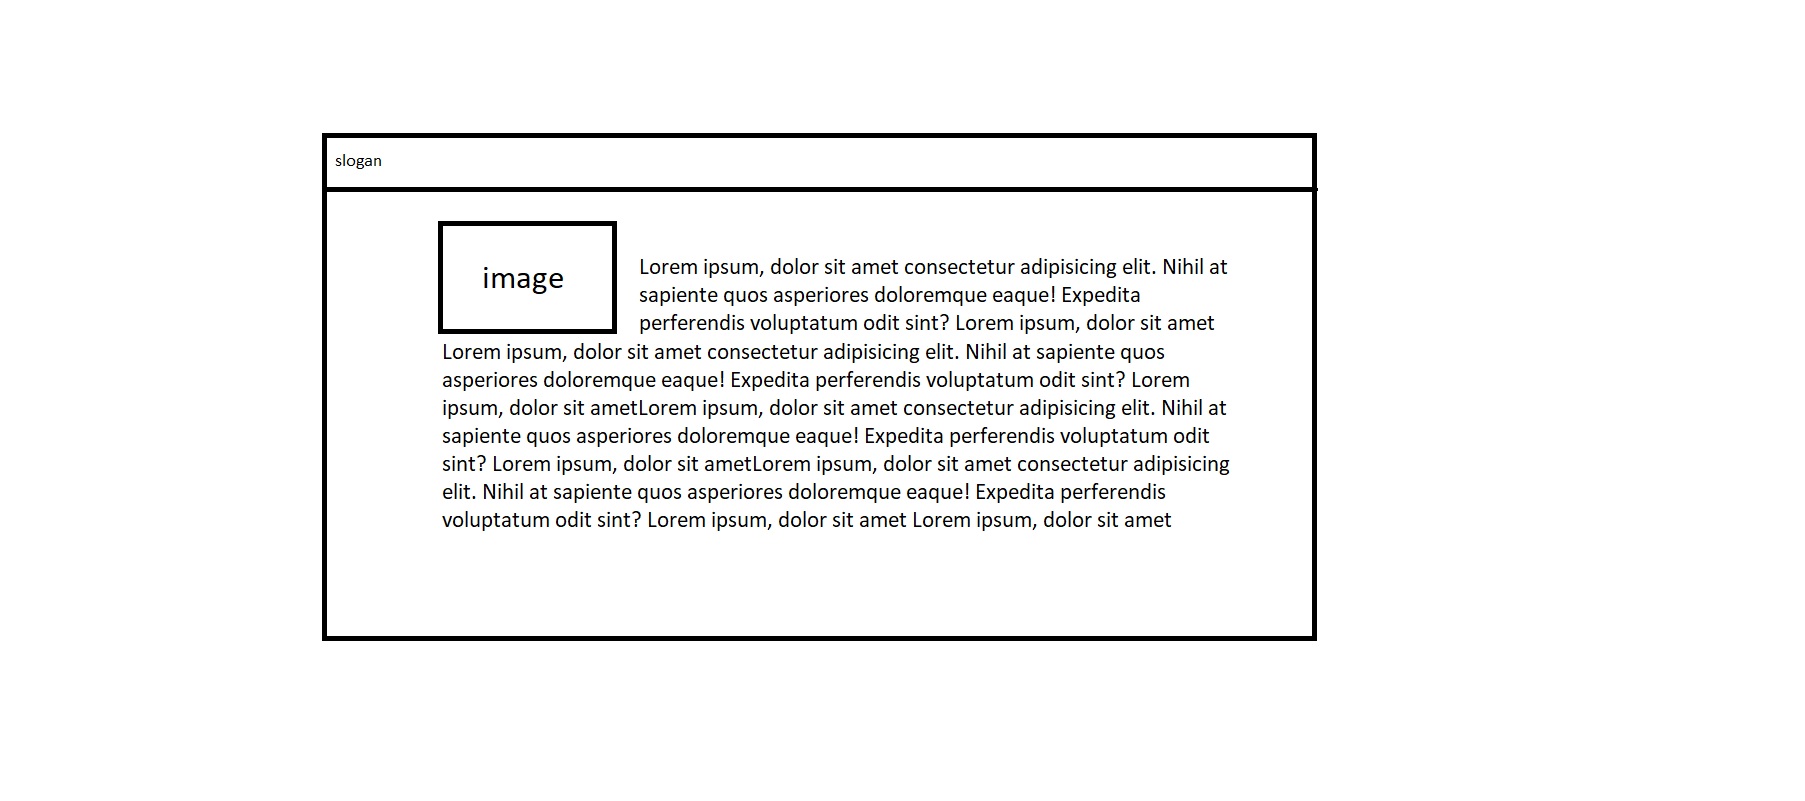 slogan
image
Lorem ipsum, dolor sit amet consectetur adipisicing elit. Nihil at
sapiente quos asperiores doloremque eaque! Expedita
perferendis voluptatum odit sint? Lorem ipsum, dolor sit amet
Lorem ipsum, dolor sit amet consectetur adipisicing elit. Nihil at sapiente quos
asperiores doloremque eaque! Expedita perferendis voluptatum odit sint? Lorem
ipsum, dolor sit ametLorem ipsum, dolor sit amet consectetur adipisicing elit. Nihil at
sapiente quos asperiores doloremque eaque! Expedita perferendis voluptatum odit
sint? Lorem ipsum, dolor sit ametLorem ipsum, dolor sit amet consectetur adipisicing
elit. Nihil at sapiente quos asperiores doloremque eaque! Expedita perferendis
voluptatum odit sint? Lorem ipsum, dolor sit amet Lorem ipsum, dolor sit amet